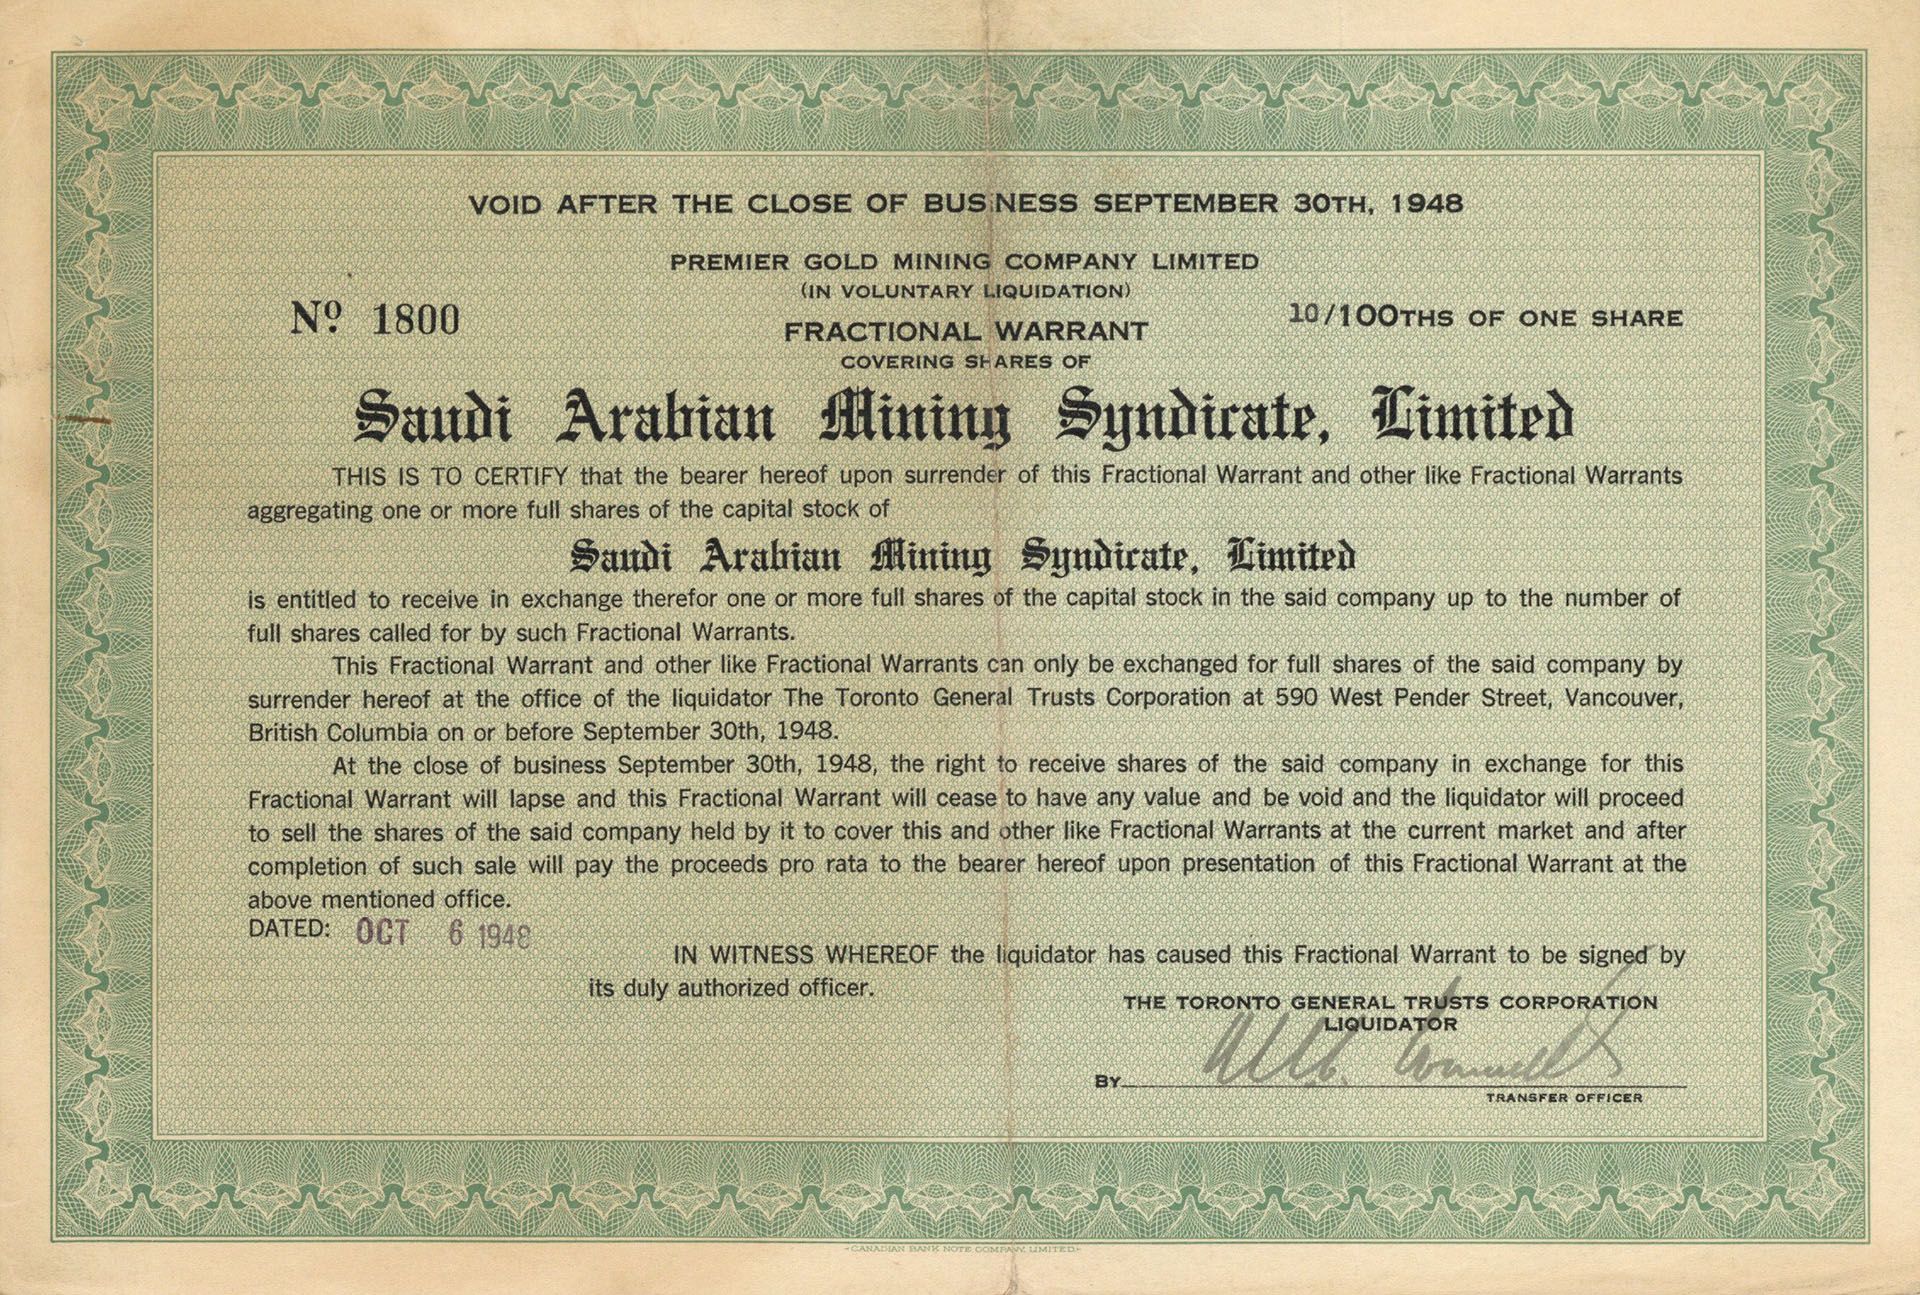 VOID AFTER THE CLOSE OF BUSINESS SEPTEMBER 30TH, 1948
PREMIER GOLD MINING COMPANY LIMITED
(IN VOLUNTARY LIQUIDATION)
Nº 1800
FRACTIONAL WARRANT
10/100THS OF ONE SHARE
COVERING SHARES OF
Saudi Arabian Mining Syndicate, Limited
THIS IS TO CERTIFY that the bearer hereof upon surrender of this Fractional Warrant and other like Fractional Warrants
aggregating one or more full shares of the capital stock of
Saudi Arabian Mining Syndicate, Limited
is entitled to receive in exchange therefor one or more full shares of the capital stock in the said company up to the number of
full shares called for by such Fractional Warrants.
This Fractional Warrant and other like Fractional Warrants can only be exchanged for full shares of the said company by
surrender hereof at the office of the liquidator The Toronto General Trusts Corporation at 590 West Pender Street, Vancouver,
British Columbia on or before September 30th, 1948.
At the close of business September 30th, 1948, the right to receive shares of the said company in exchange for this
Fractional Warrant will lapse and this Fractional Warrant will cease to have any value and be void and the liquidator will proceed
to sell the shares of the said company held by it to cover this and other like Fractional Warrants at the current market and after
completion of such sale will pay the proceeds pro rata to the bearer hereof upon presentation of this Fractional Warrant at the
above mentioned office.
DATED: OCT 6 1948
IN WITNESS WHEREOF the liquidator has caused this Fractional Warrant to be signed by
its duly authorized officer.
THE TORONTO GENERAL TRUSTS CORPORATION
LIQUIDATOR
BY
TRANSFER OFFICER
CANADIAN BANK NOTE COMPANY, LIMITED.